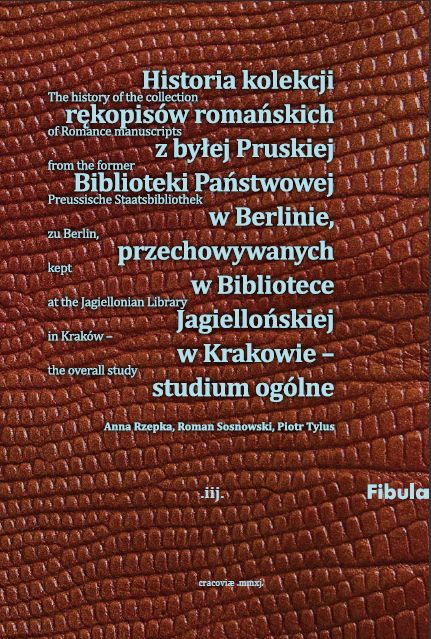 Historia kolekcji
The history of the collection
rękopisów romańskich
of Romance manuscripts
z byłej Pruskiej
from the former
Biblioteki Państwowej
Preussische Staatsbibliothek
w Berlinie,
zu Berlin,
przechowywanych
kept
w Bibliotece
at the Jagiellonian Library
Jagiellońskiej
in Kraków –
w Krakowie –
the overall study
studium ogólne
Anna Rzepka, Roman Sosnowski, Piotr Tylus
.iij.
Fibula
cracoviæ .mmxj.